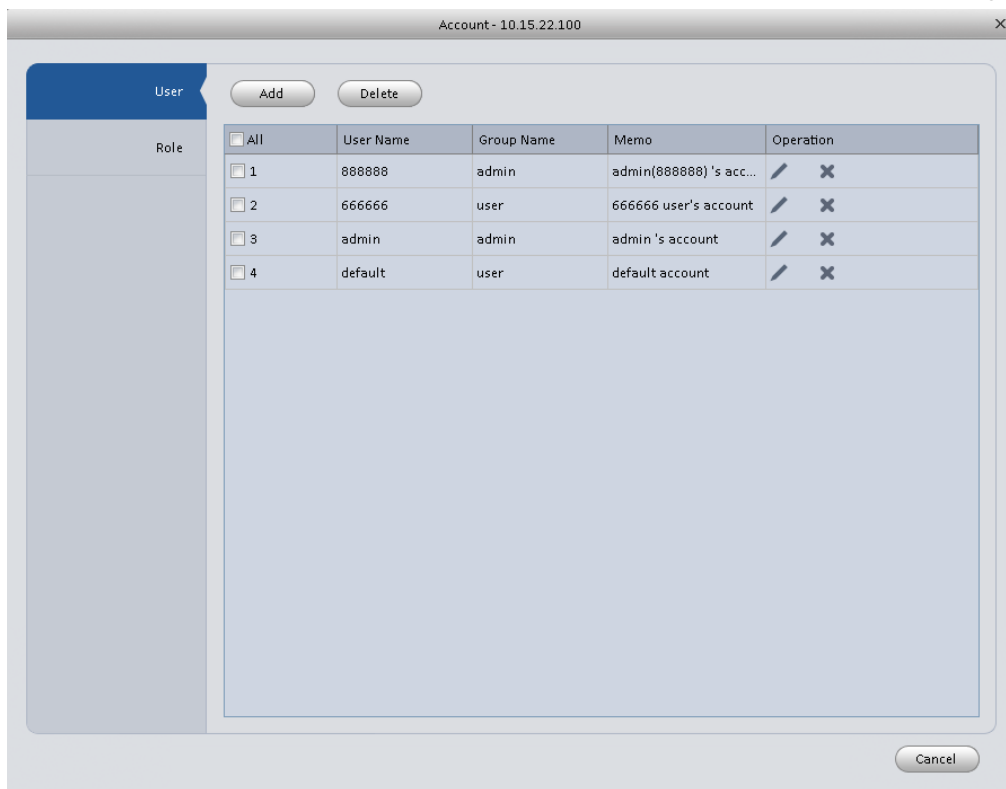 Account - 10.15.22.100
User
Role
Add Delete
All User Name Group Name Memo Operation
1 888888 admin admin(888888) 's acc...
2 666666 user 666666 user's account
3 admin admin admin 's account
4 default user default account
Cancel